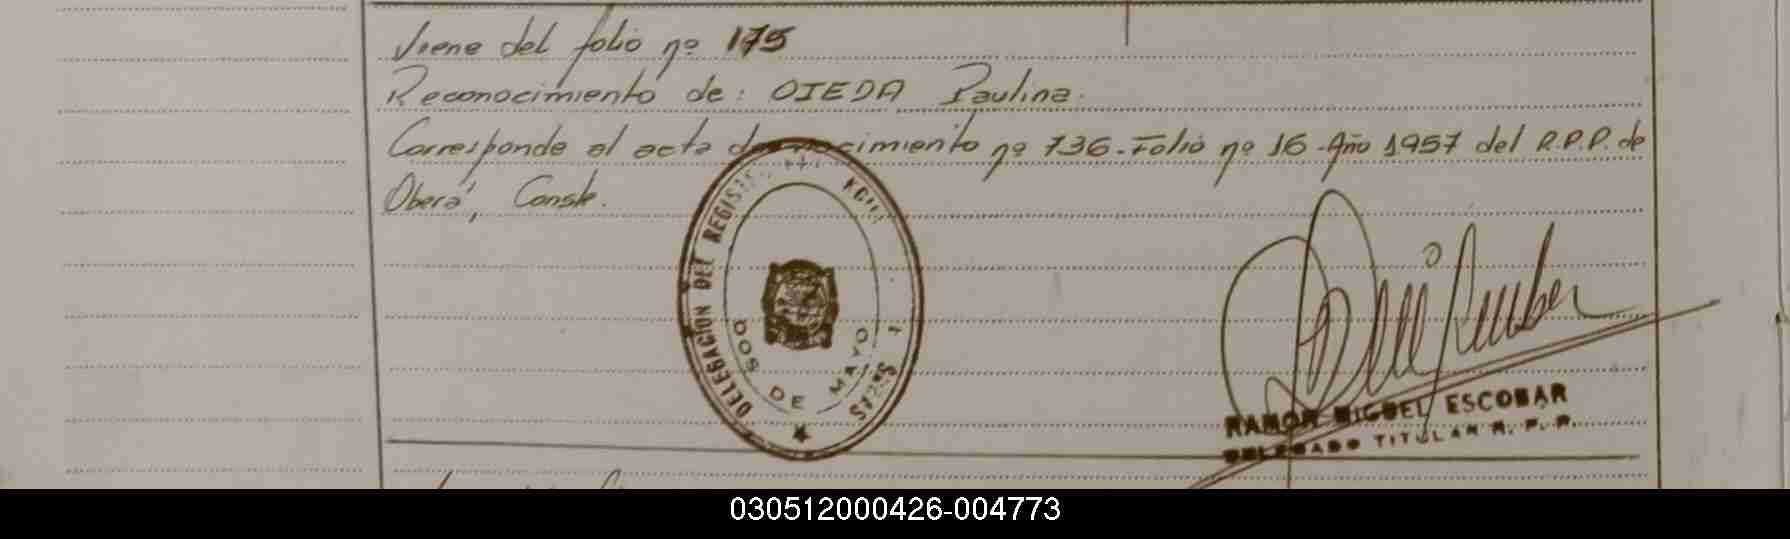 Viene del folio nº 175
Reconocimiento de: OJEDA Paulina.
Corresponde al acta de nacimiento nº 736-Folio nº 16-Año 1957 del R.P.P. de
Oberá, Conste.
DELEGACION DEL REGISTRO
DOS DE MAYO
RAMON MIGUEL ESCOBAR
DELEGADO TITULAR R. P. P.
030512000426-004773